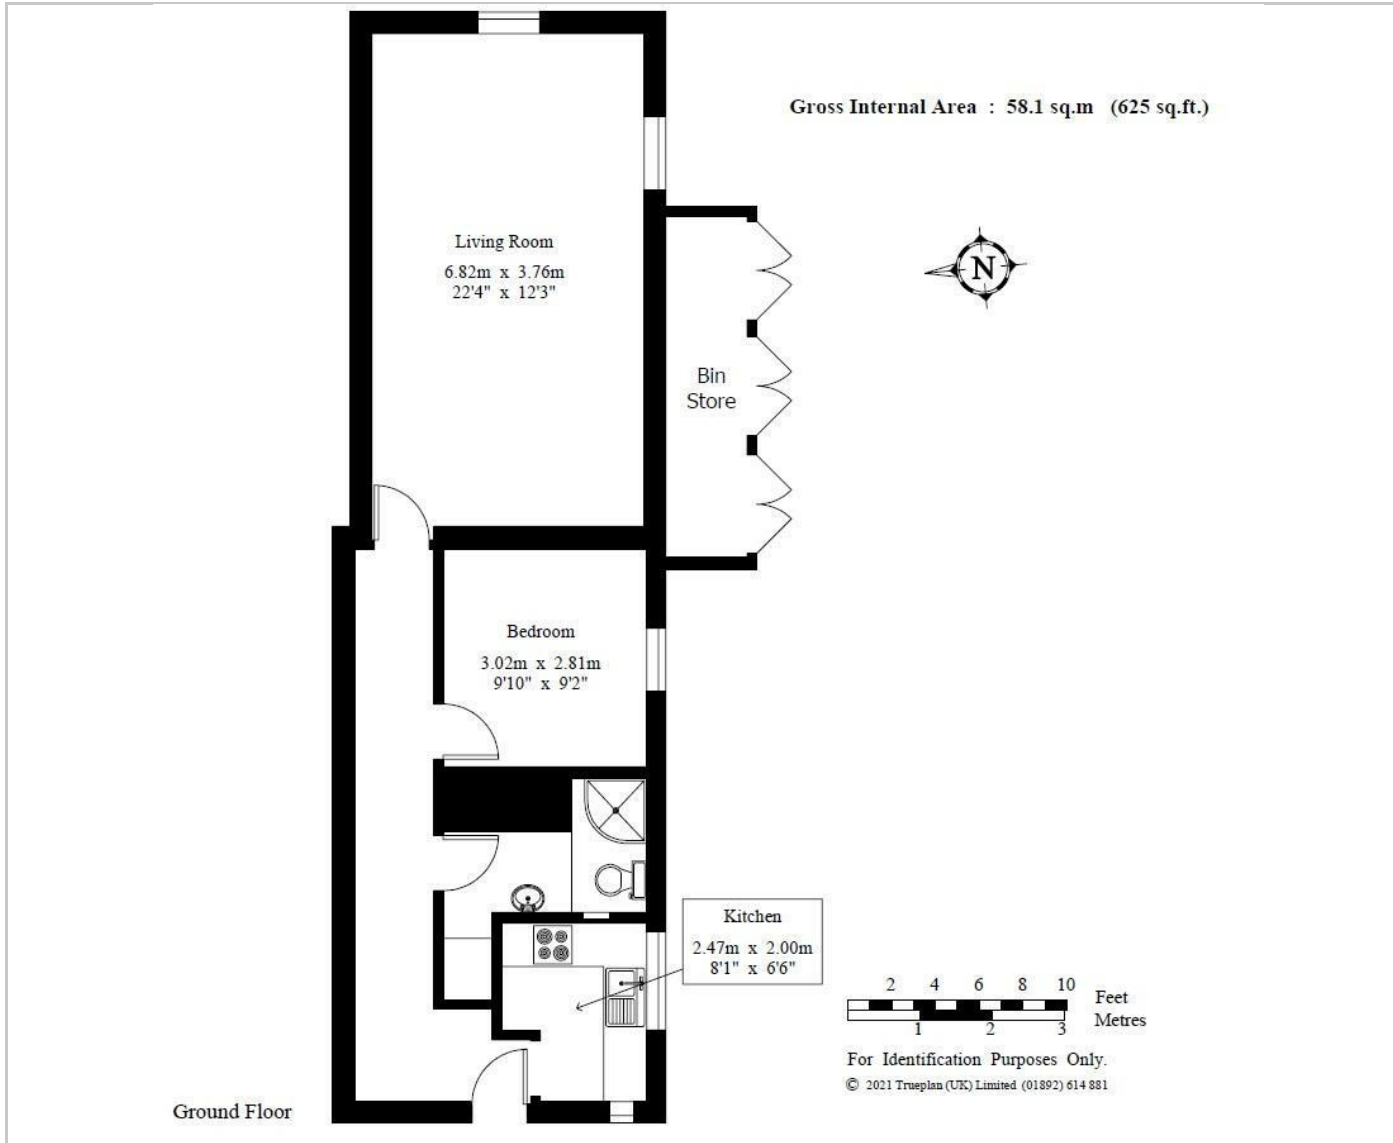 Gross Internal Area : 58.1 sq.m (625 sq.ft.)
Living Room
6.82m x 3.76m
22'4" x 12'3"
N
Bin
Store
Bedroom
3.02m x 2.81m
9'10" x 9'2"
Kitchen
2.47m x 2.00m
8'1" x 6'6"
2 4 6 8 10
Feet
Metres
1 2 3
For Identification Purposes Only.
© 2021 Trueplan (UK) Limited (01892) 614 881
Ground Floor